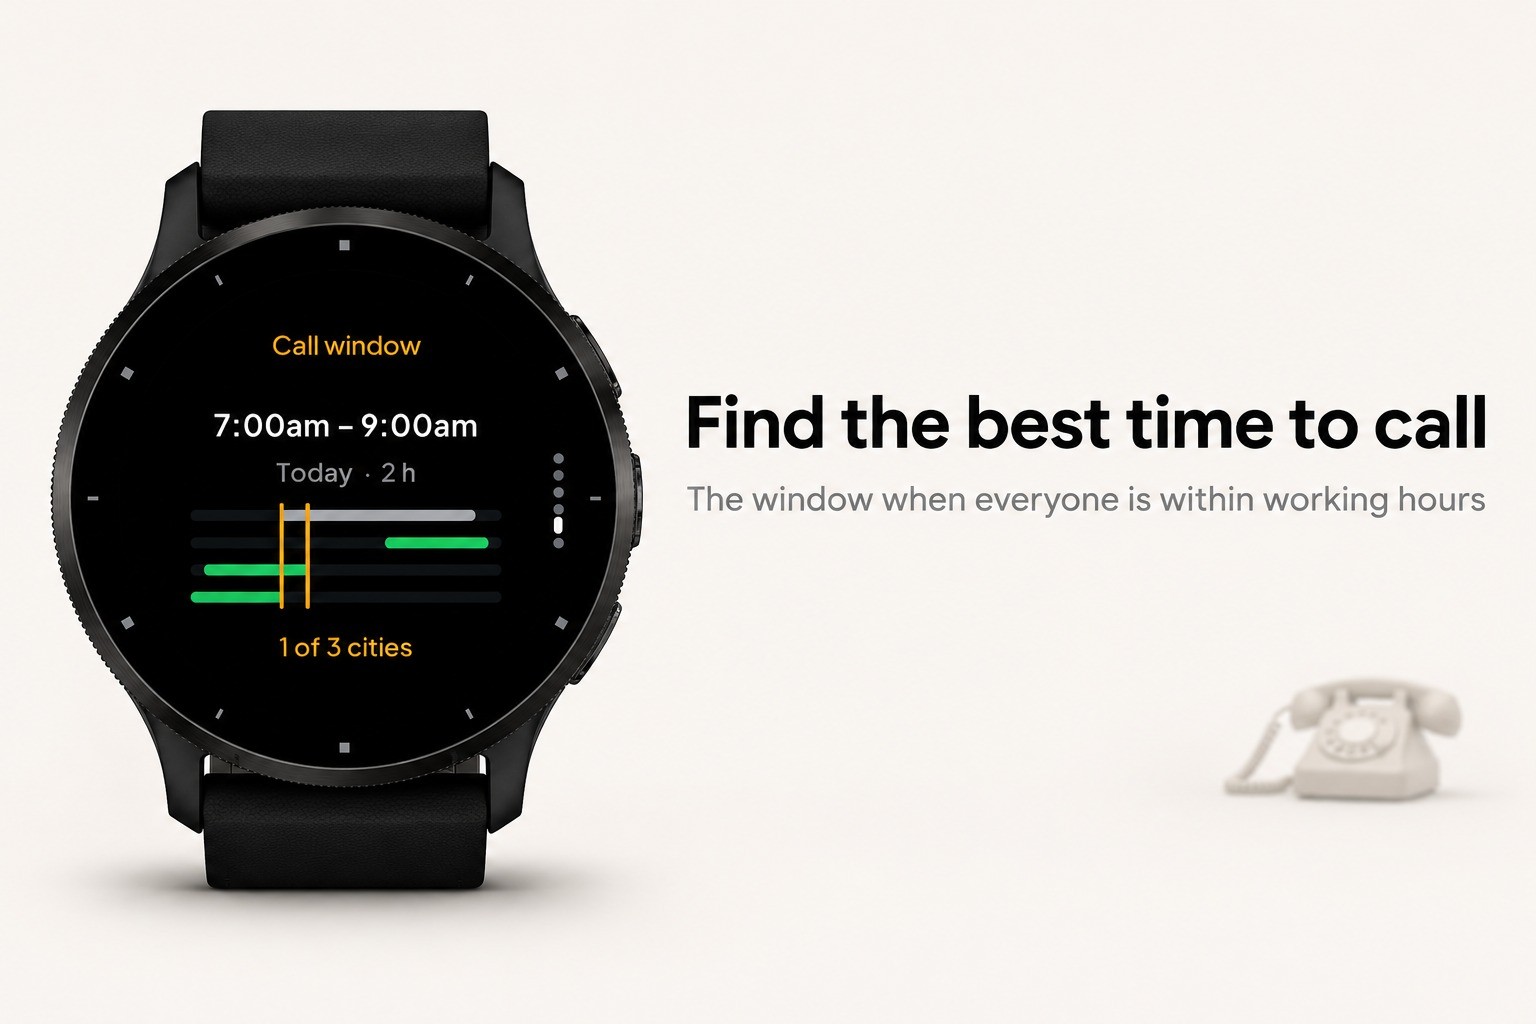 Call window
7:00am – 9:00am
Today · 2 h
1 of 3 cities
Find the best time to call
The window when everyone is within working hours